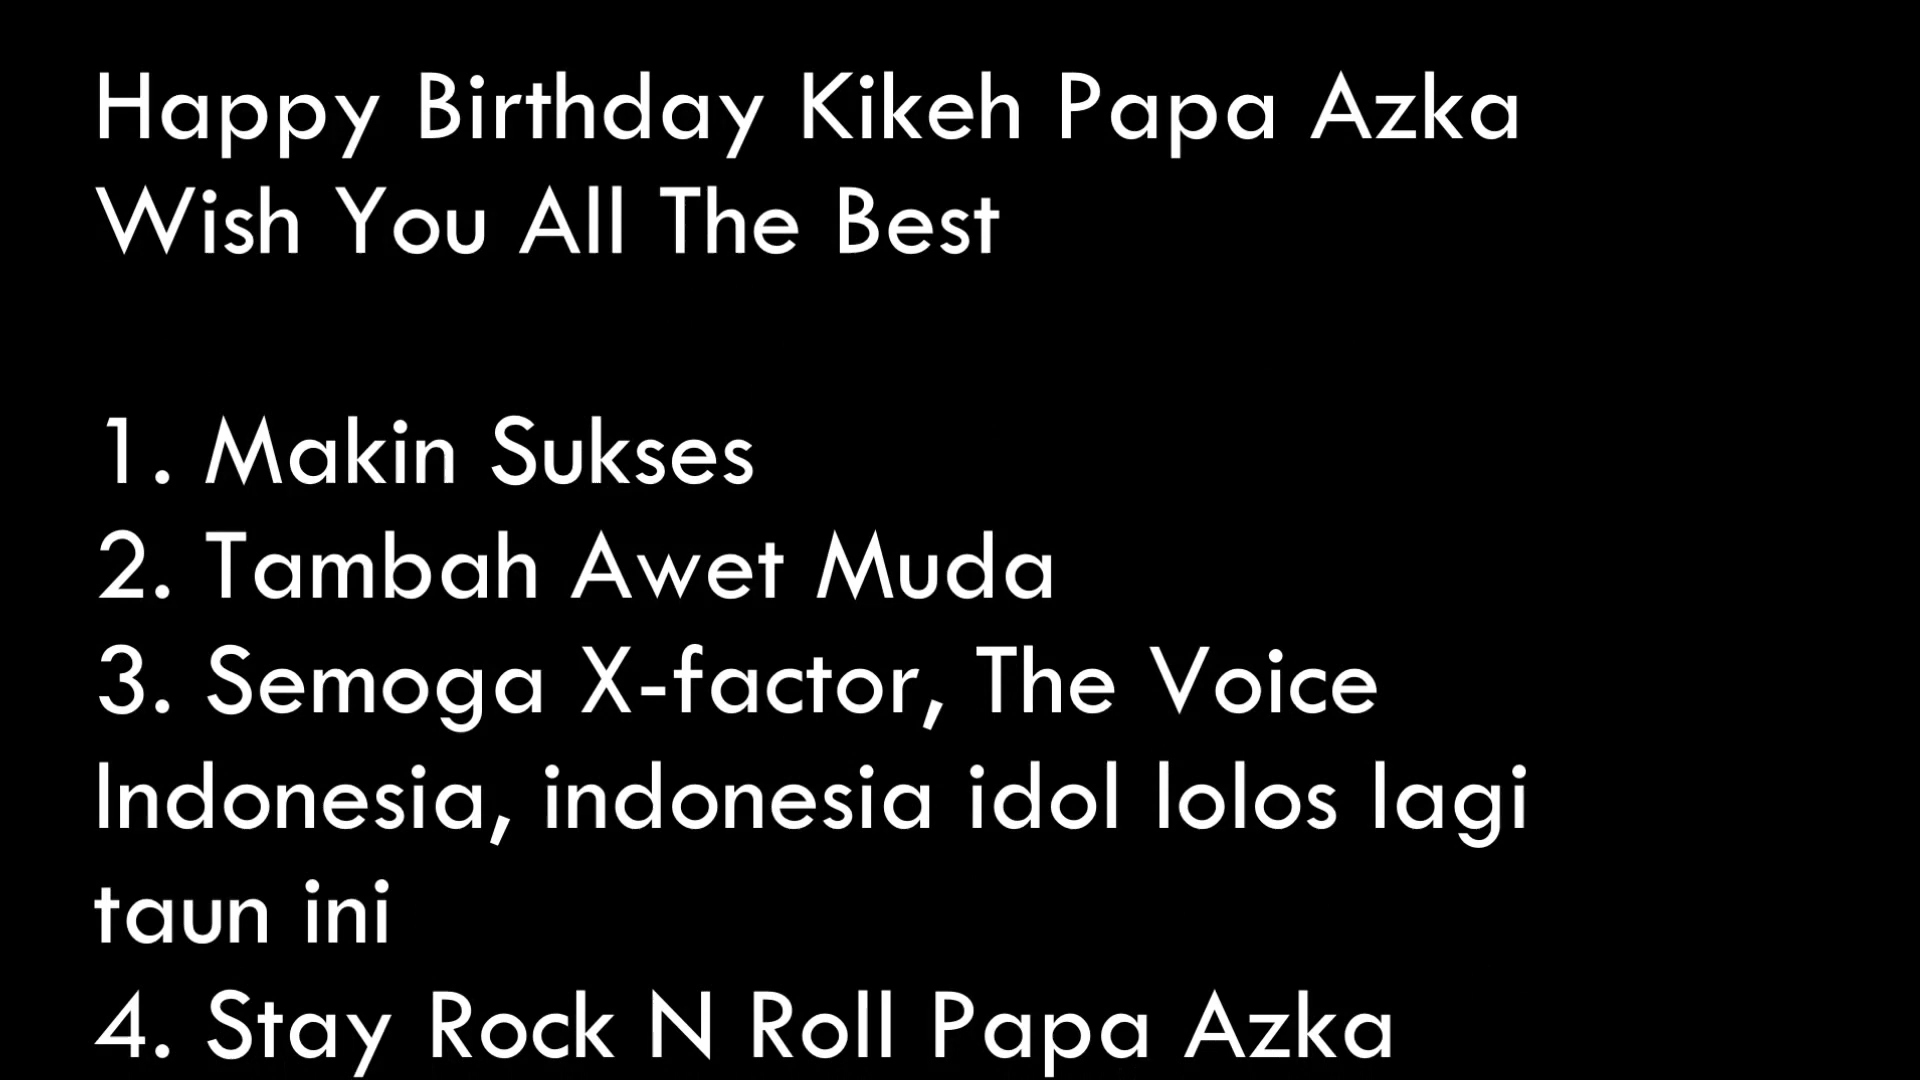 Happy Birthday Kikeh Papa Azka
Wish You All The Best
1. Makin Sukses
2. Tambah Awet Muda
3. Semoga X-factor, The Voice
Indonesia, indonesia idol lolos lagi
taun ini
4. Stay Rock N Roll Papa Azka